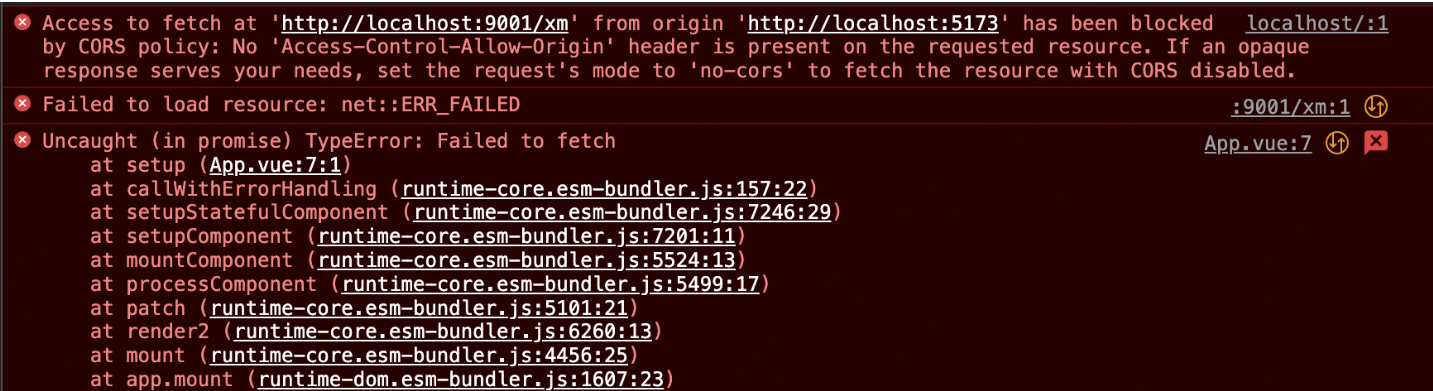 Access to fetch at 'http://localhost:9001/xm' from origin 'http://localhost:5173' has been blocked localhost/:1
by CORS policy: No 'Access-Control-Allow-Origin' header is present on the requested resource. If an opaque
response serves your needs, set the request's mode to 'no-cors' to fetch the resource with CORS disabled.
Failed to load resource: net::ERR_FAILED :9001/xm:1
Uncaught (in promise) TypeError: Failed to fetch App.vue:7
at setup (App.vue:7:1)
at callWithErrorHandling (runtime-core.esm-bundler.js:157:22)
at setupStatefulComponent (runtime-core.esm-bundler.js:7246:29)
at setupComponent (runtime-core.esm-bundler.js:7201:11)
at mountComponent (runtime-core.esm-bundler.js:5524:13)
at processComponent (runtime-core.esm-bundler.js:5499:17)
at patch (runtime-core.esm-bundler.js:5101:21)
at render2 (runtime-core.esm-bundler.js:6260:13)
at mount (runtime-core.esm-bundler.js:4456:25)
at app.mount (runtime-dom.esm-bundler.js:1607:23)